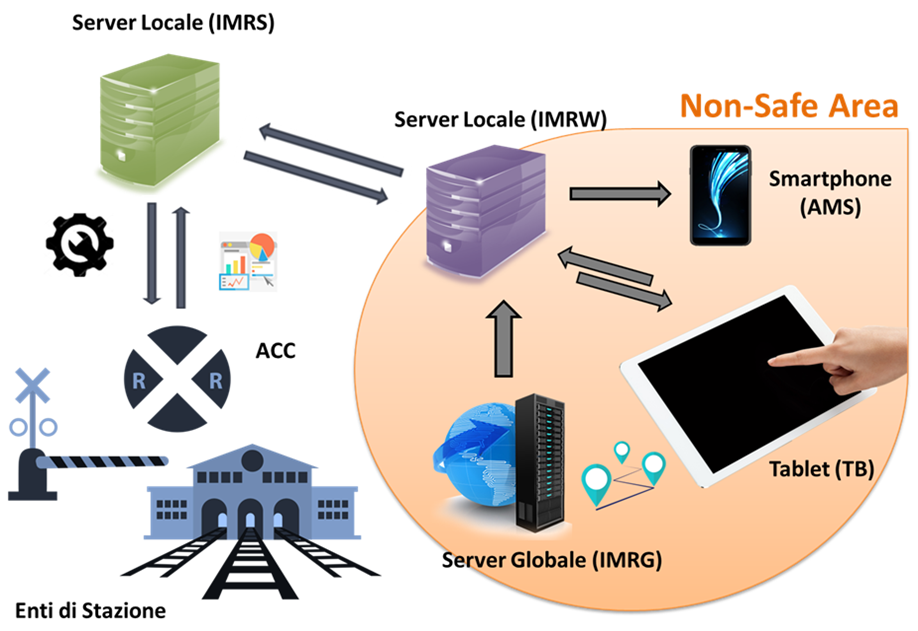 Server Locale (IMRS)
Non-Safe Area
Server Locale (IMRW)
Smartphone
(AMS)
ACC
R R
Tablet (TB)
Server Globale (IMRG)
Enti di Stazione